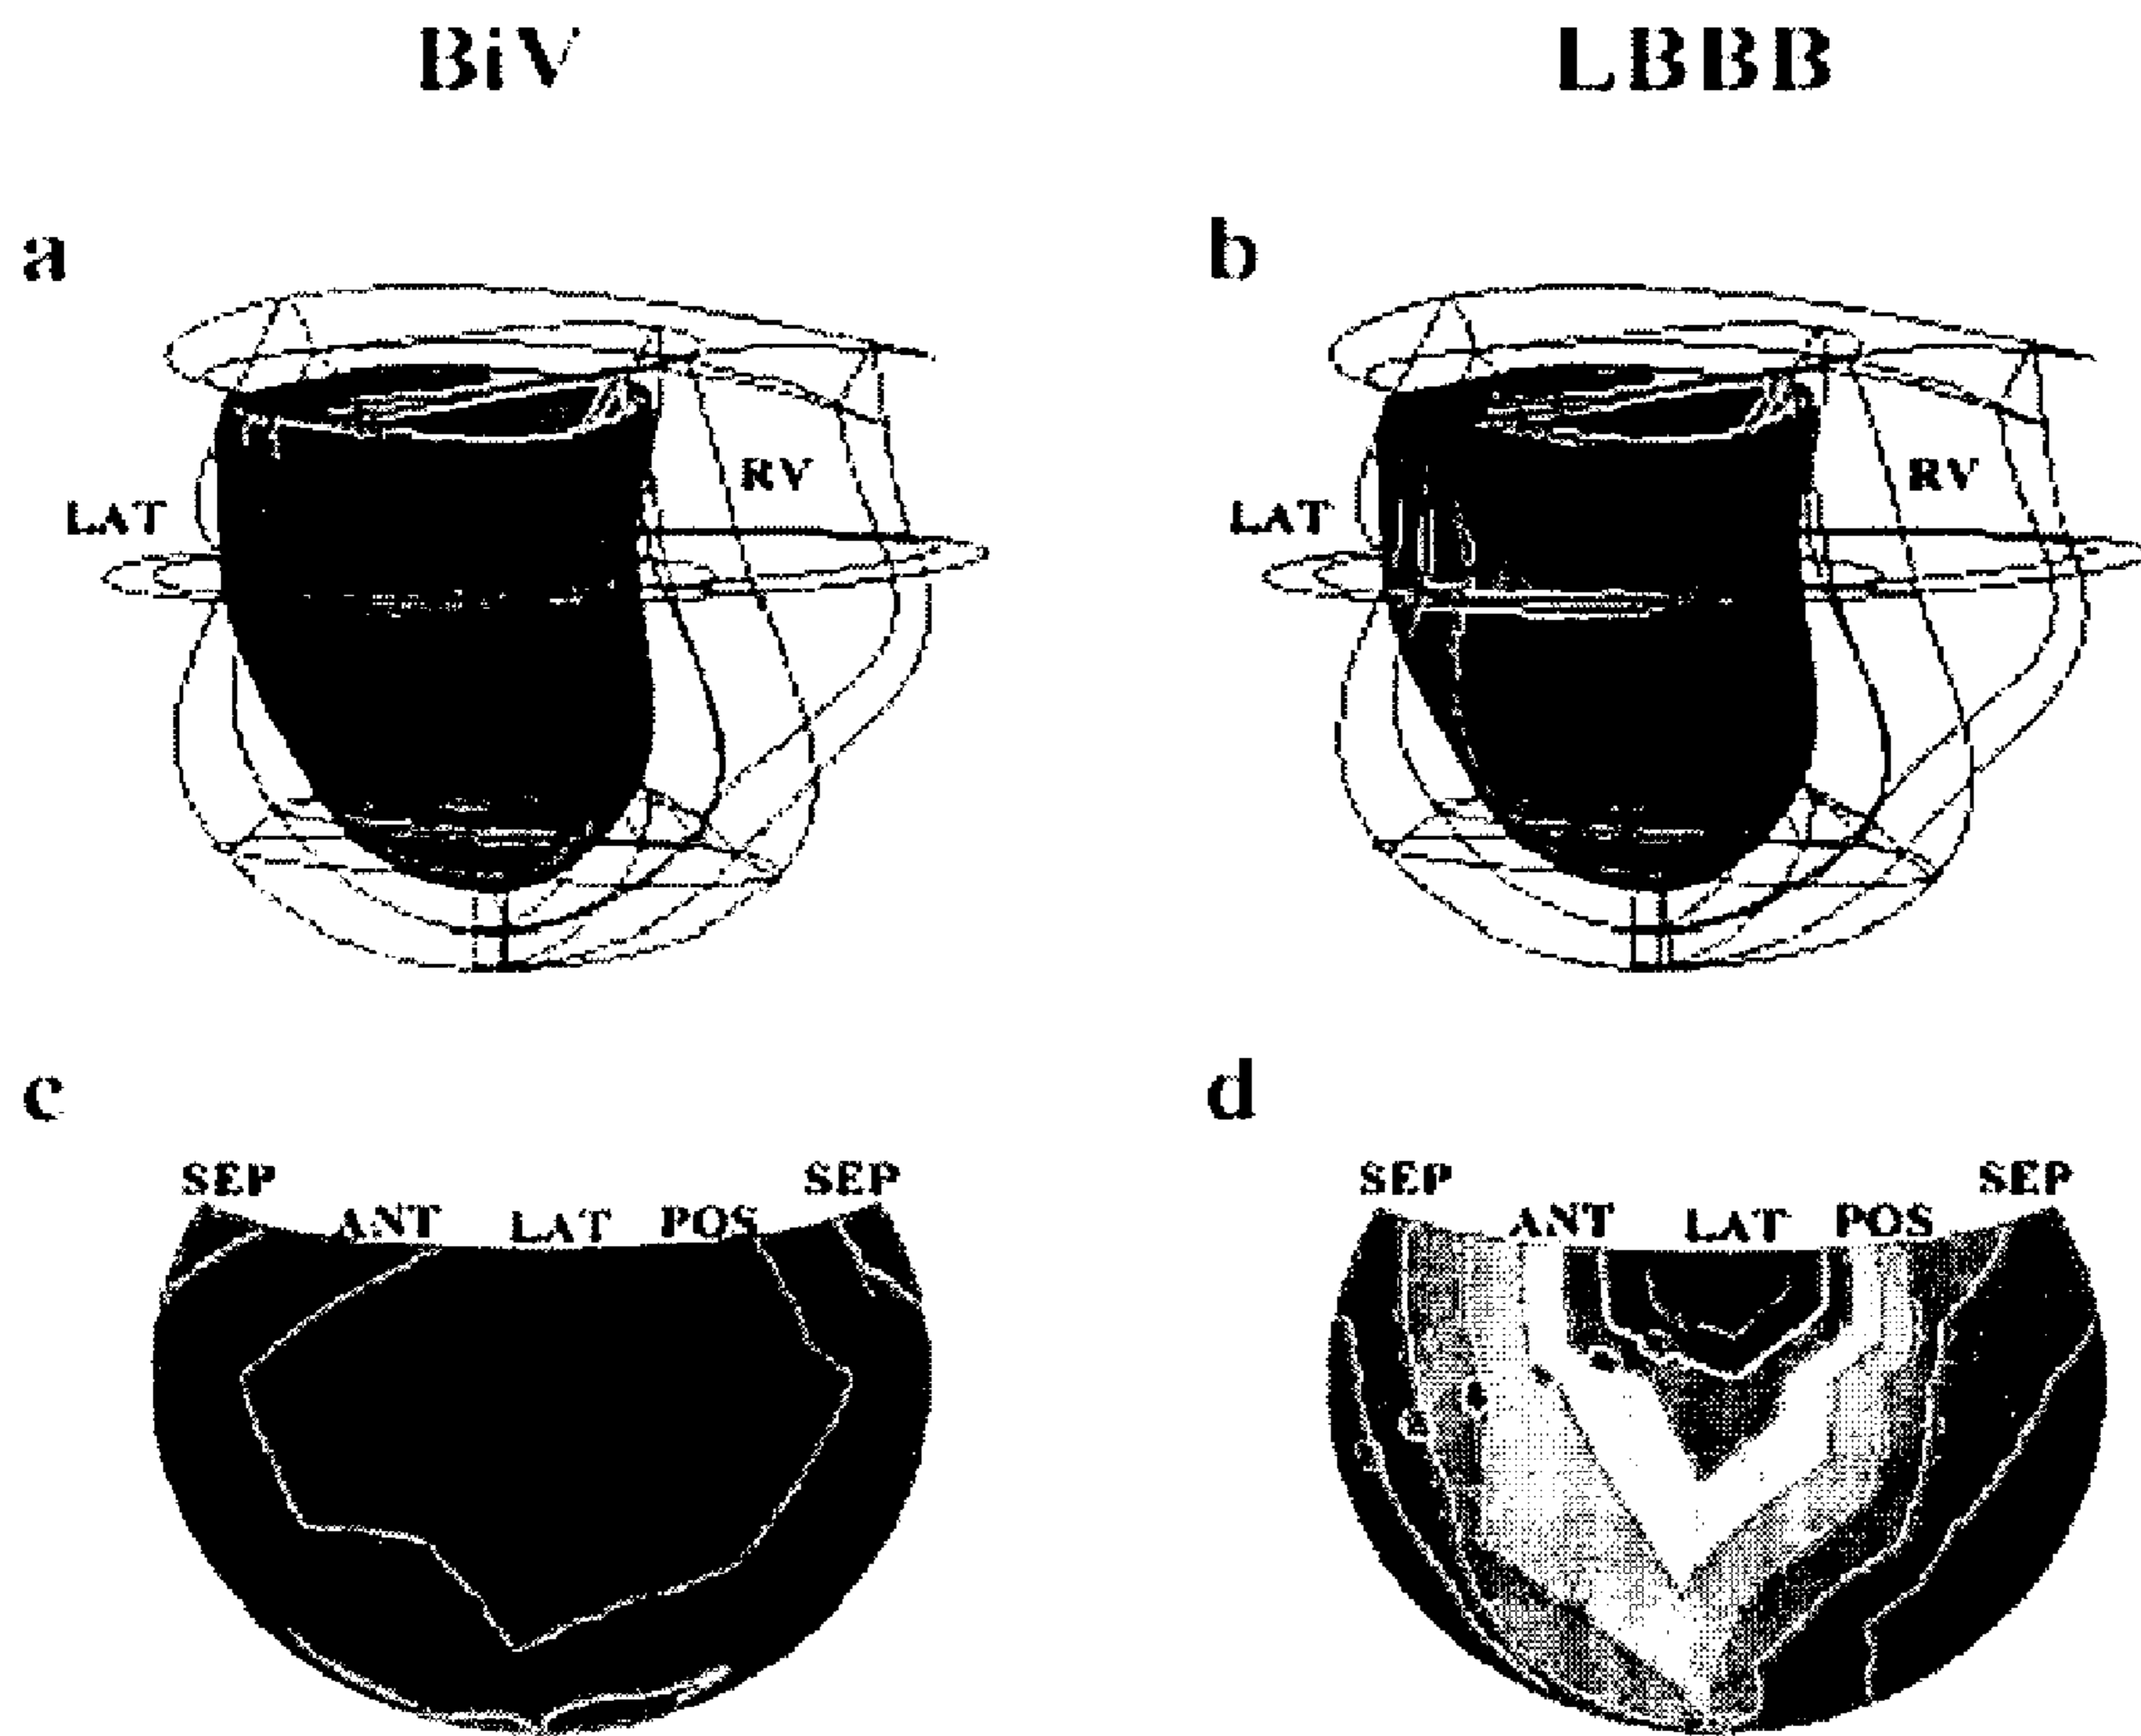 BiV LBBB
a b
RV RV
LAT LAT
c d
SEP SEP SEP SEP
ANT LAT POS ANT LAT POS